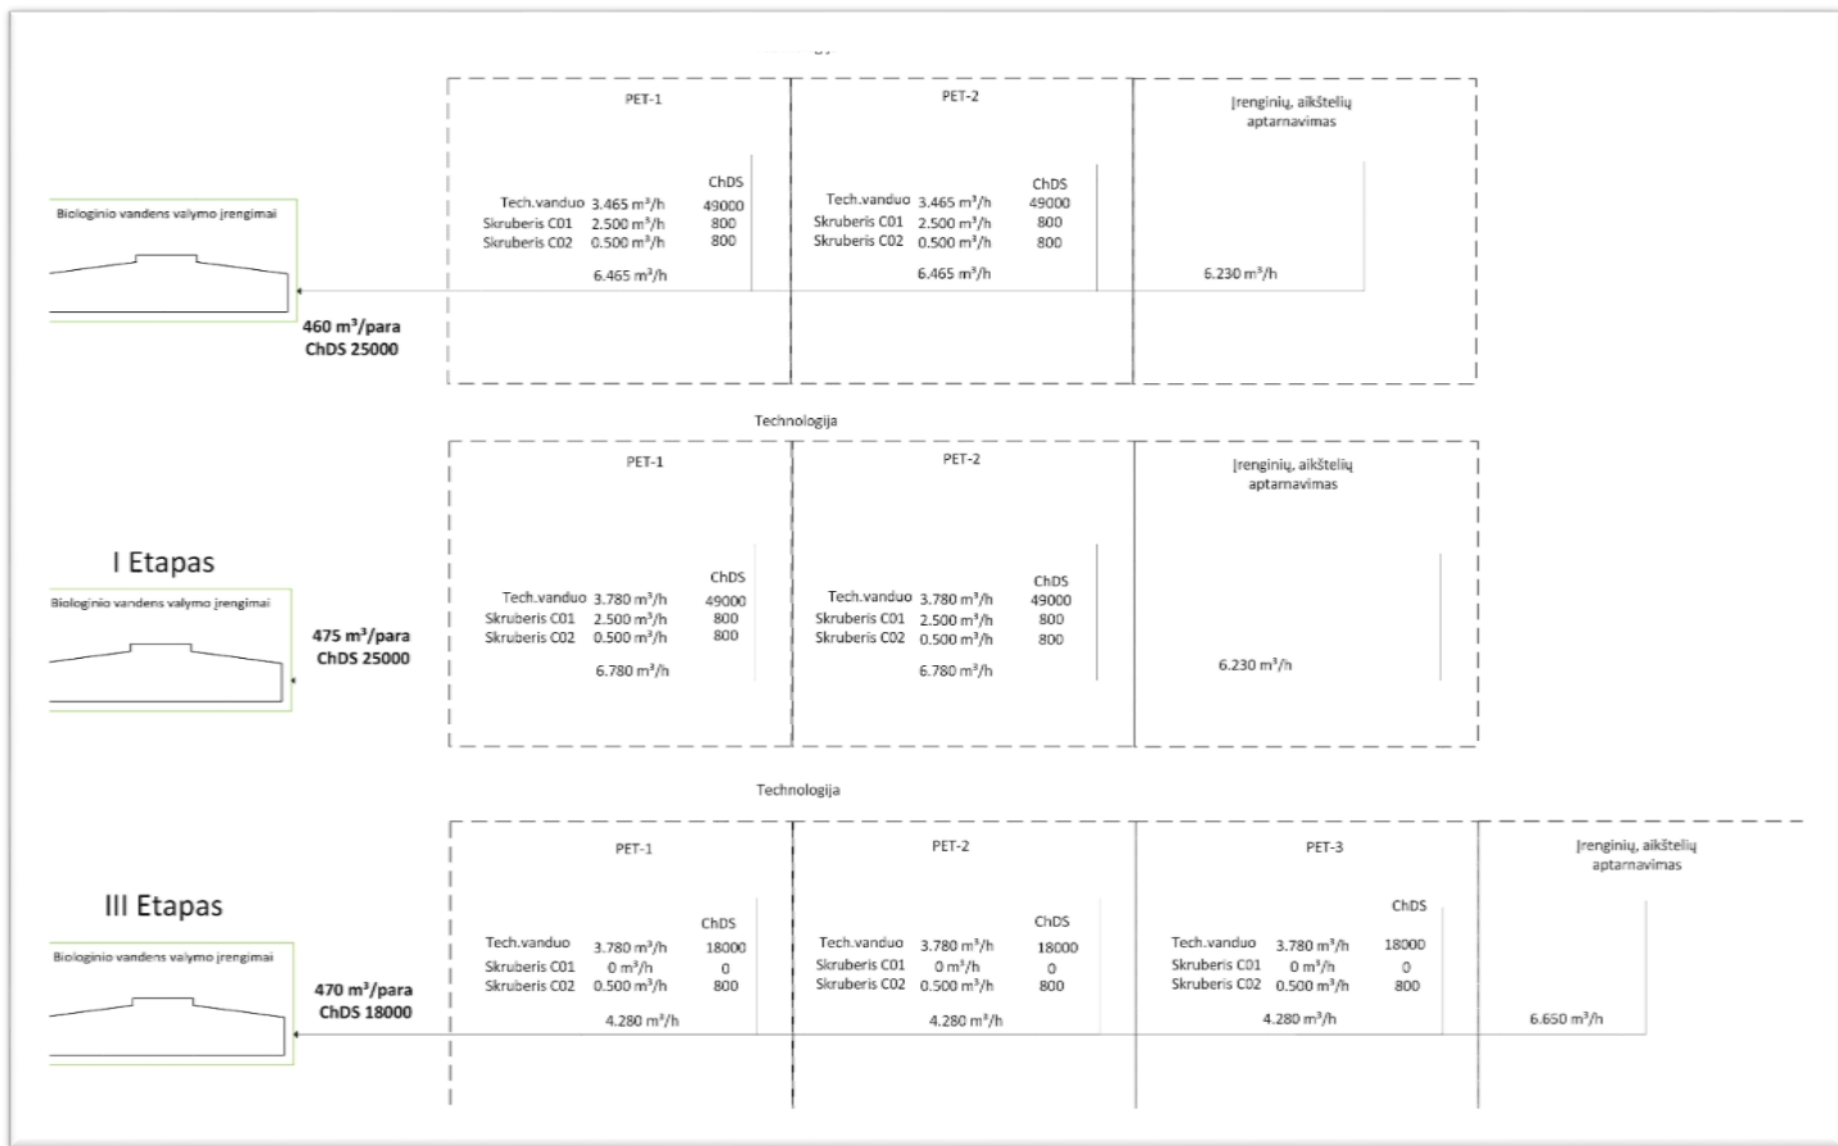 PET-1
PET-2
Įrenginių, aikštelių
aptarnavimas
ChDS
ChDS
Tech.vanduo 3.465 m³/h 49000
Tech.vanduo 3.465 m³/h 49000
Skruberis C01 2.500 m³/h 800
Skruberis C01 2.500 m³/h 800
Skruberis C02 0.500 m³/h 800
Skruberis C02 0.500 m³/h 800
6.465 m³/h
6.465 m³/h
6.230 m³/h
Biologinio vandens valymo įrengimai
460 m³/para
ChDS 25000
Technologija
PET-1
PET-2
Įrenginių, aikštelių
aptarnavimas
I Etapas
Biologinio vandens valymo įrengimai
475 m³/para
ChDS 25000
ChDS
ChDS
Tech.vanduo 3.780 m³/h 49000
Tech.vanduo 3.780 m³/h 49000
Skruberis C01 2.500 m³/h 800
Skruberis C01 2.500 m³/h 800
Skruberis C02 0.500 m³/h 800
Skruberis C02 0.500 m³/h 800
6.780 m³/h
6.780 m³/h
6.230 m³/h
Technologija
PET-1
PET-2
PET-3
Įrenginių, aikštelių
aptarnavimas
III Etapas
Biologinio vandens valymo įrengimai
470 m³/para
ChDS 18000
ChDS
ChDS
ChDS
Tech.vanduo 3.780 m³/h 18000
Tech.vanduo 3.780 m³/h 18000
Tech.vanduo 3.780 m³/h 18000
Skruberis C01 0 m³/h 0
Skruberis C01 0 m³/h 0
Skruberis C01 0 m³/h 0
Skruberis C02 0.500 m³/h 800
Skruberis C02 0.500 m³/h 800
Skruberis C02 0.500 m³/h 800
4.280 m³/h
4.280 m³/h
4.280 m³/h
6.650 m³/h